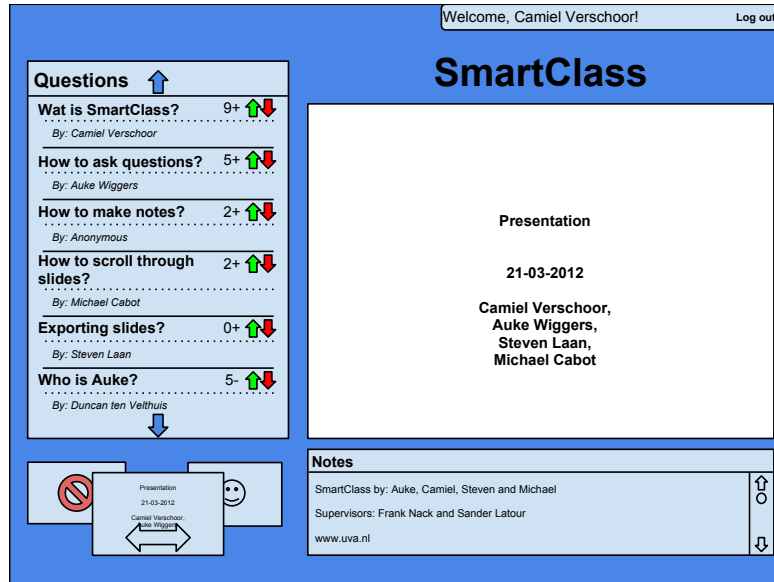 Welcome, Camiel Verschoor!
Log out
SmartClass
Questions
Wat is SmartClass? 9+
By: Camiel Verschoor
How to ask questions? 5+
By: Auke Wiggers
How to make notes? 2+
By: Anonymous
How to scroll through 2+
slides?
By: Michael Cabot
Exporting slides? 0+
By: Steven Laan
Who is Auke? 5-
By: Duncan ten Velthuis
Presentation
21-03-2012
Camiel Verschoor,
Auke Wiggers,
Steven Laan,
Michael Cabot
Presentation
21-03-2012
Camiel Verschoor,
Auke Wiggers
Notes
SmartClass by: Auke, Camiel, Steven and Michael
Supervisors: Frank Nack and Sander Latour
www.uva.nl